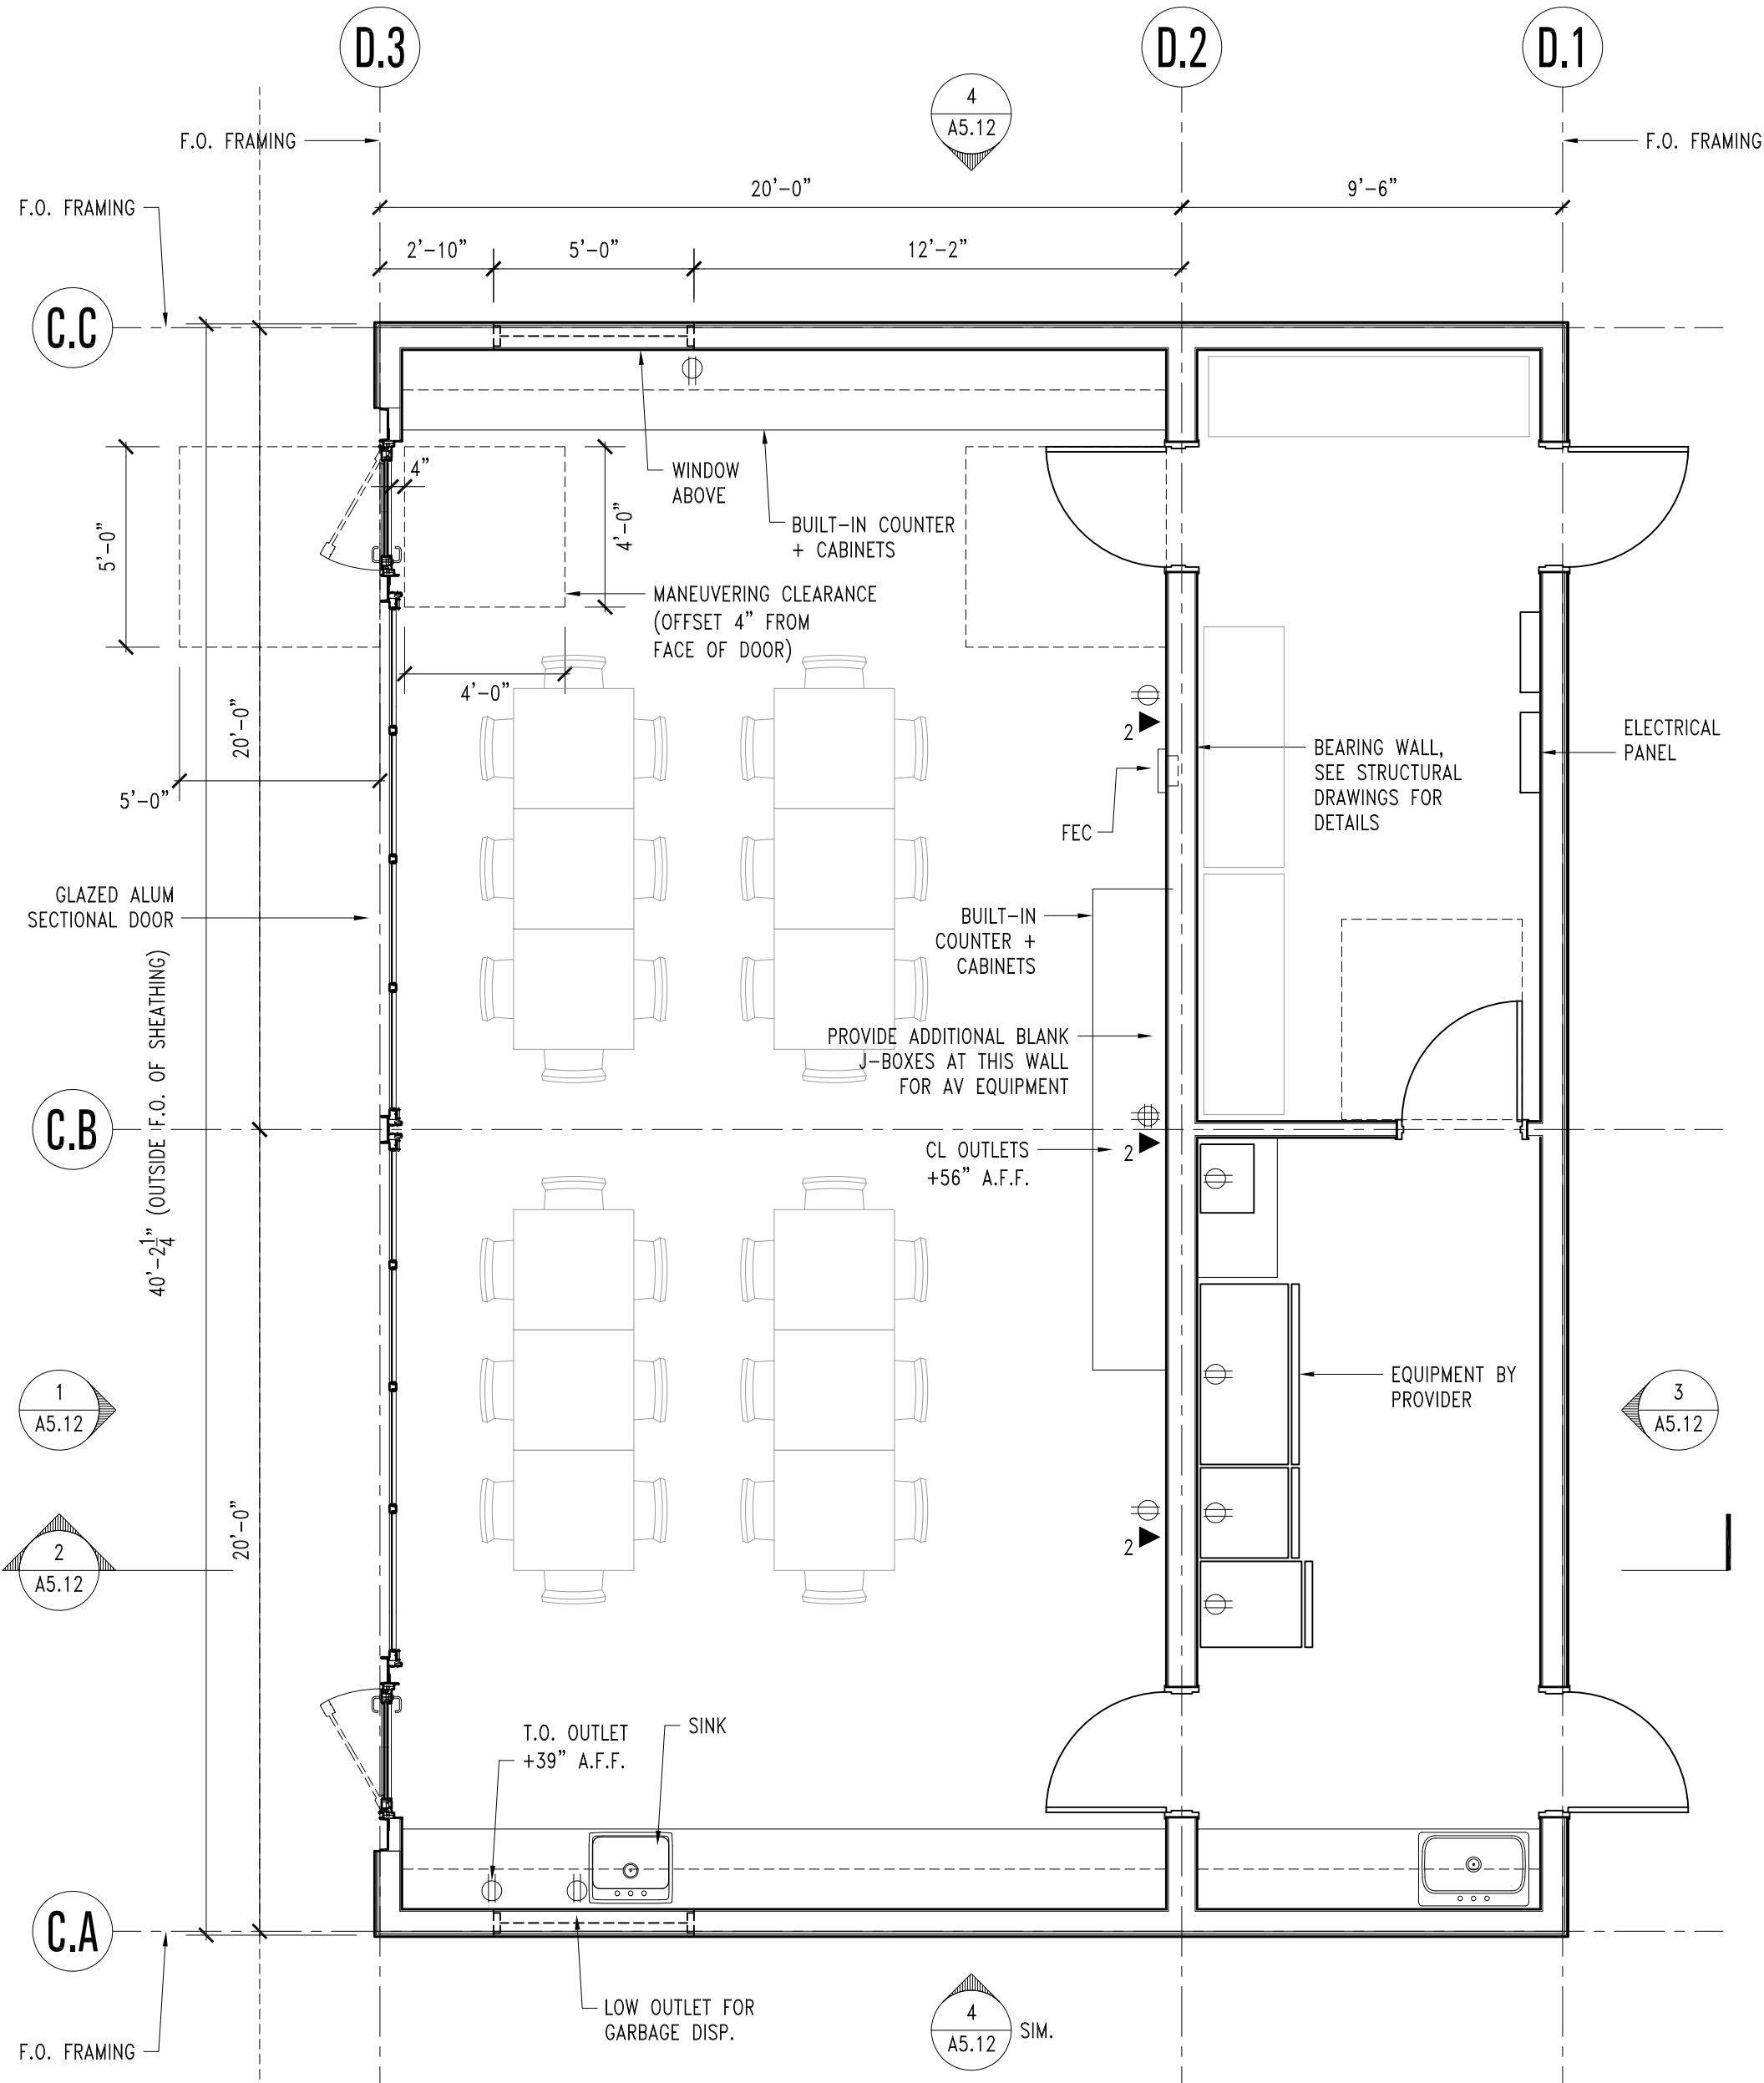 D.3
D.2
D.1
4
A5.12
F.O. FRAMING
F.O. FRAMING
F.O. FRAMING
20'-0"
9'-6"
2'-10"
5'-0"
12'-2"
C.C
4"
WINDOW
ABOVE
BUILT-IN COUNTER
+ CABINETS
5'-0"
4'-0"
MANEUVERING CLEARANCE
(OFFSET 4" FROM
FACE OF DOOR)
4'-0"
20'-0"
5'-0"
2
BEARING WALL,
SEE STRUCTURAL
DRAWINGS FOR
DETAILS
ELECTRICAL
PANEL
FEC
GLAZED ALUM
SECTIONAL DOOR
BUILT-IN
COUNTER +
CABINETS
40'-2 1/4" (OUTSIDE F.O. OF SHEATHING)
PROVIDE ADDITIONAL BLANK
J-BOXES AT THIS WALL
FOR AV EQUIPMENT
C.B
CL OUTLETS
+56" A.F.F.
2
EQUIPMENT BY
PROVIDER
1
A5.12
3
A5.12
20'-0"
2
A5.12
2
T.O. OUTLET
+39" A.F.F.
SINK
C.A
LOW OUTLET FOR
GARBAGE DISP.
4
A5.12
SIM.
F.O. FRAMING